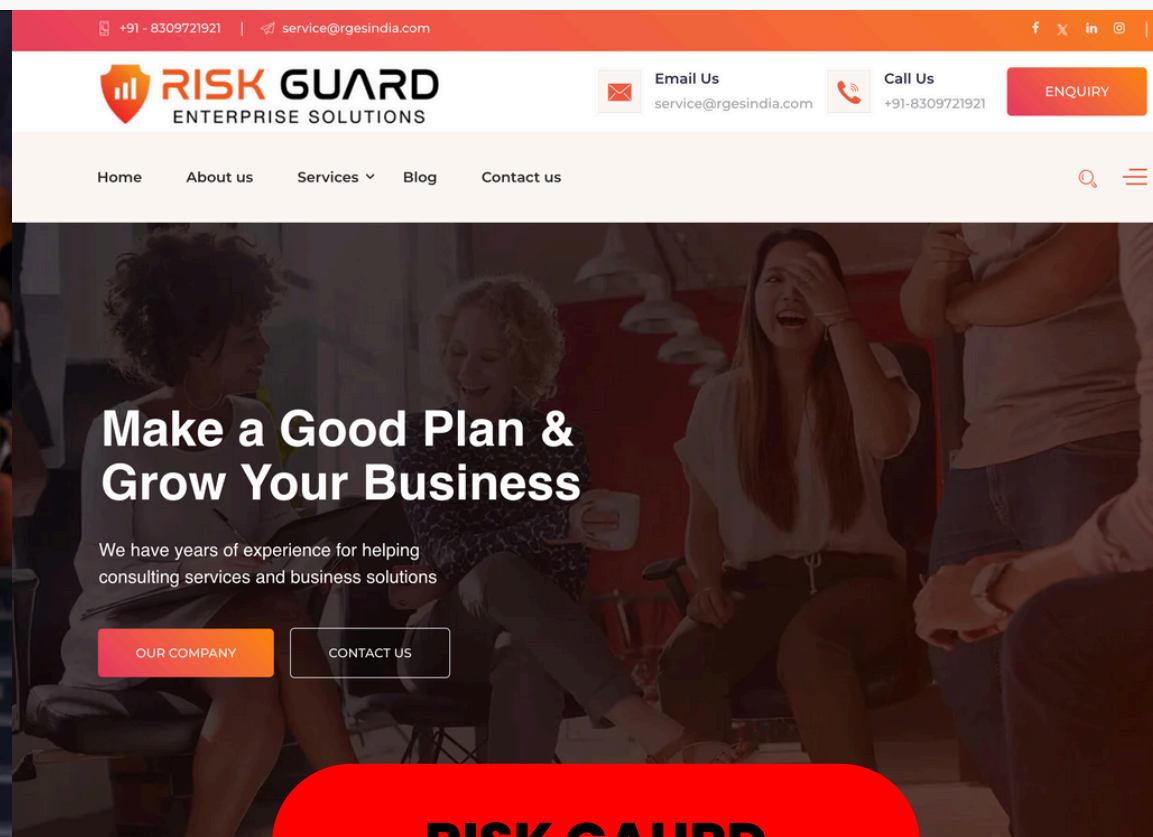 +91 - 8309721921 | service@rgesindia.com
RISK GUARD
ENTERPRISE SOLUTIONS
Email Us
service@rgesindia.com
Call Us
+91-8309721921
ENQUIRY
Home About us Services Blog Contact us
Make a Good Plan &
Grow Your Business
We have years of experience for helping
consulting services and business solutions
OUR COMPANY CONTACT US
RISK GAURD